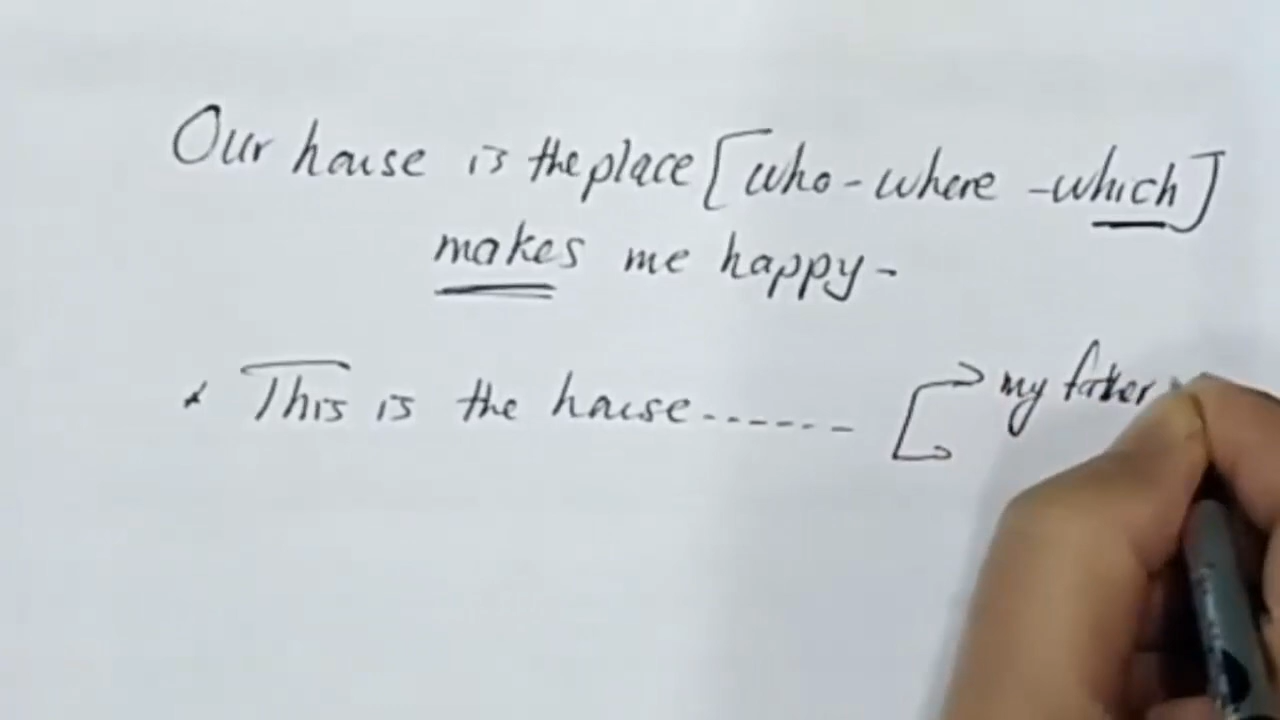 Our house is the place [who - where - which]
makes me happy -
* This is the house ------- my father